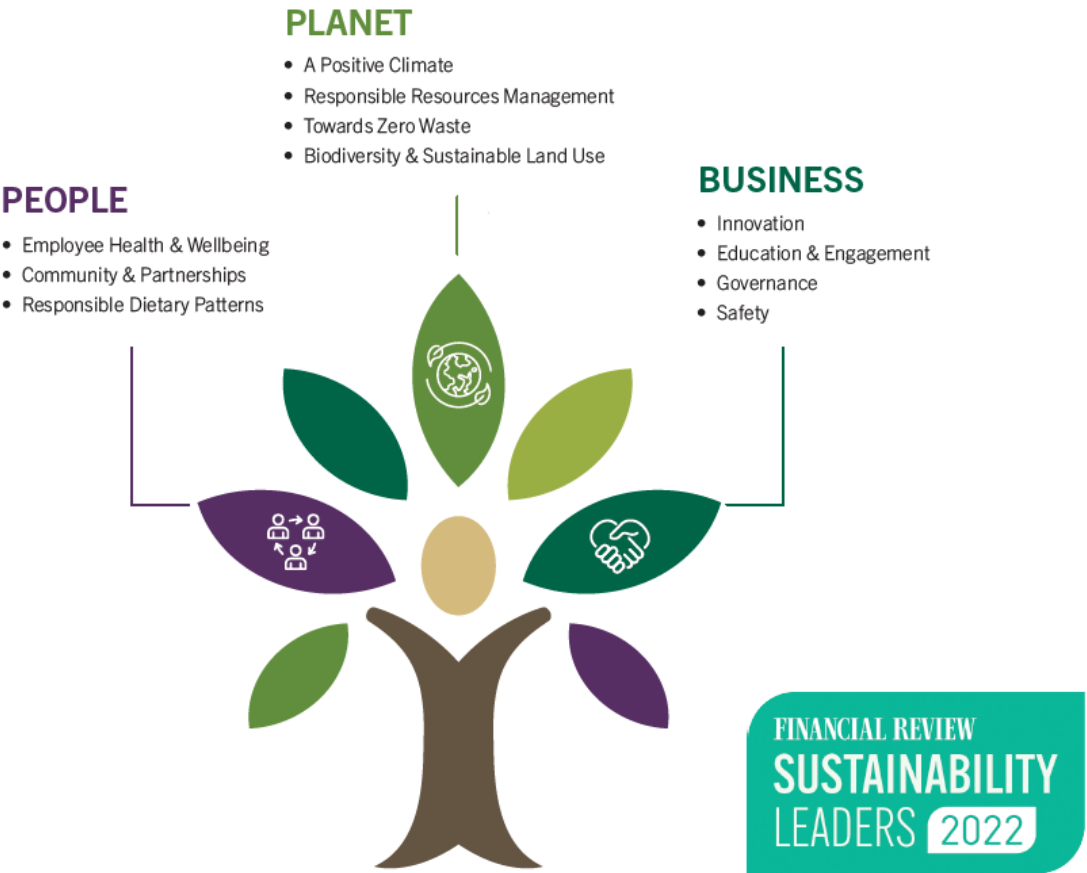 PLANET
• A Positive Climate
• Responsible Resources Management
• Towards Zero Waste
• Biodiversity & Sustainable Land Use
PEOPLE
• Employee Health & Wellbeing
• Community & Partnerships
• Responsible Dietary Patterns
BUSINESS
• Innovation
• Education & Engagement
• Governance
• Safety
FINANCIAL REVIEW
SUSTAINABILITY
LEADERS 2022